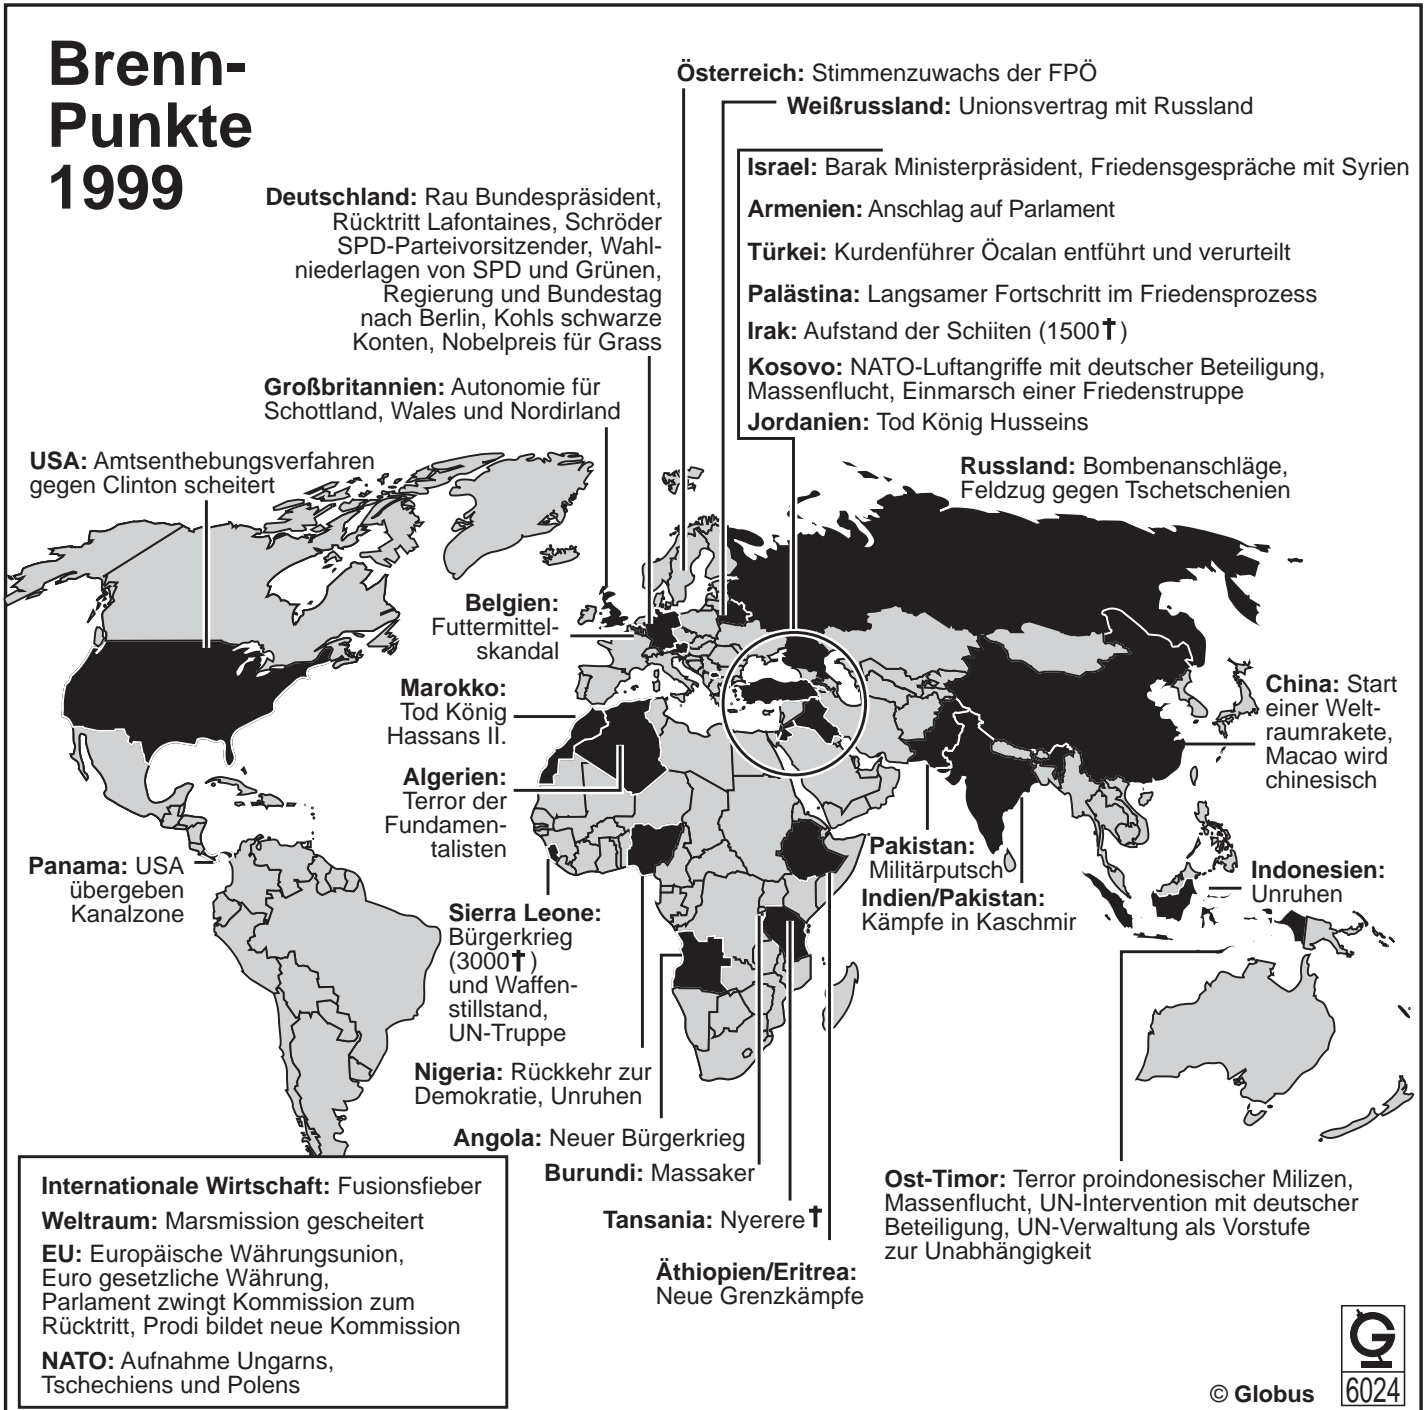 Brenn-
Punkte
1999
Österreich: Stimmenzuwachs der FPÖ
Weißrussland: Unionsvertrag mit Russland
Israel: Barak Ministerpräsident, Friedensgespräche mit Syrien
Armenien: Anschlag auf Parlament
Türkei: Kurdenführer Öcalan entführt und verurteilt
Palästina: Langsamer Fortschritt im Friedensprozess
Irak: Aufstand der Schiiten (1500✝)
Kosovo: NATO-Luftangriffe mit deutscher Beteiligung,
Massenflucht, Einmarsch einer Friedenstruppe
Jordanien: Tod König Husseins
Deutschland: Rau Bundespräsident,
Rücktritt Lafontaines, Schröder
SPD-Parteivorsitzender, Wahl-
niederlagen von SPD und Grünen,
Regierung und Bundestag
nach Berlin, Kohls schwarze
Konten, Nobelpreis für Grass
Großbritannien: Autonomie für
Schottland, Wales und Nordirland
USA: Amtsenthebungsverfahren
gegen Clinton scheitert
Russland: Bombenanschläge,
Feldzug gegen Tschetschenien
Belgien:
Futtermittel-
skandal
Marokko:
Tod König
Hassans II.
Algerien:
Terror der
Fundamen-
talisten
China: Start
einer Welt-
raumrakete,
Macao wird
chinesisch
Panama: USA
übergeben
Kanalzone
Pakistan:
Militärputsch
Indien/Pakistan:
Kämpfe in Kaschmir
Indonesien:
Unruhen
Sierra Leone:
Bürgerkrieg
(3000✝)
und Waffen-
stillstand,
UN-Truppe
Nigeria: Rückkehr zur
Demokratie, Unruhen
Angola: Neuer Bürgerkrieg
Burundi: Massaker
Tansania: Nyerere✝
Äthiopien/Eritrea:
Neue Grenzkämpfe
Ost-Timor: Terror proindonesischer Milizen,
Massenflucht, UN-Intervention mit deutscher
Beteiligung, UN-Verwaltung als Vorstufe
zur Unabhängigkeit
Internationale Wirtschaft: Fusionsfieber
Weltraum: Marsmission gescheitert
EU: Europäische Währungsunion,
Euro gesetzliche Währung,
Parlament zwingt Kommission zum
Rücktritt, Prodi bildet neue Kommission
NATO: Aufnahme Ungarns,
Tschechiens und Polens
© Globus
G
6024